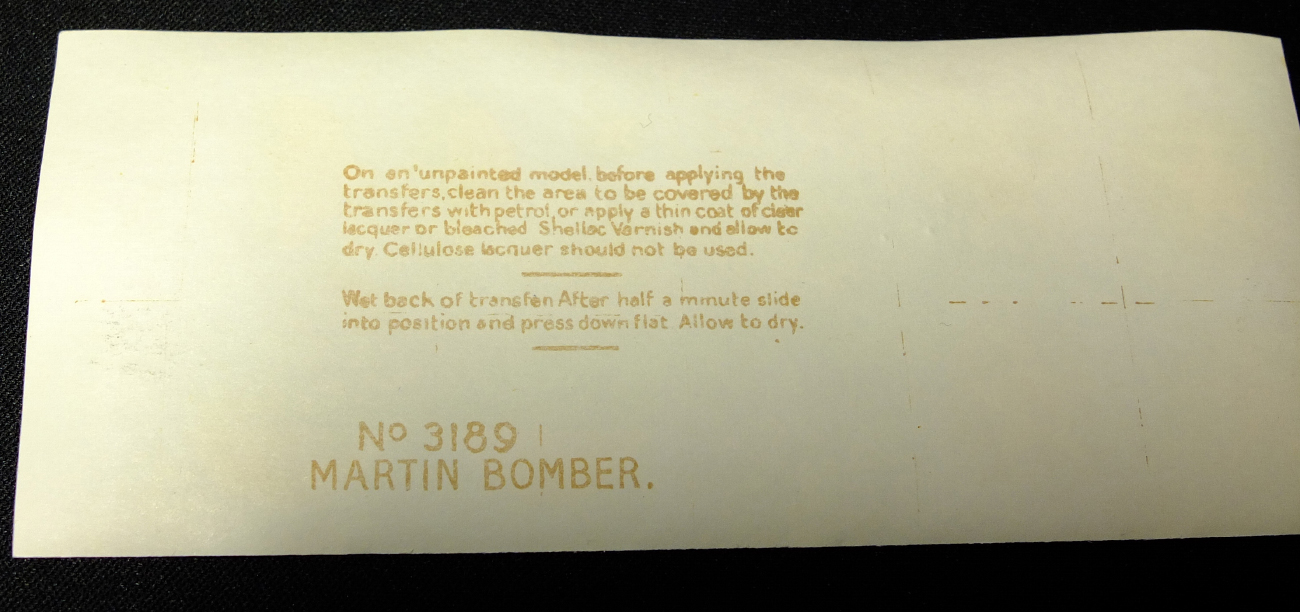 On an unpainted model. before applying the
transfers, clean the area to be covered by the
transfers with petrol, or apply a thin coat of clear
lacquer or bleached Shellac Varnish and allow to
dry. Cellulose lacquer should not be used.
Wet back of transfer. After half a minute slide
into position and press down flat. Allow to dry.
No 3189
MARTIN BOMBER.